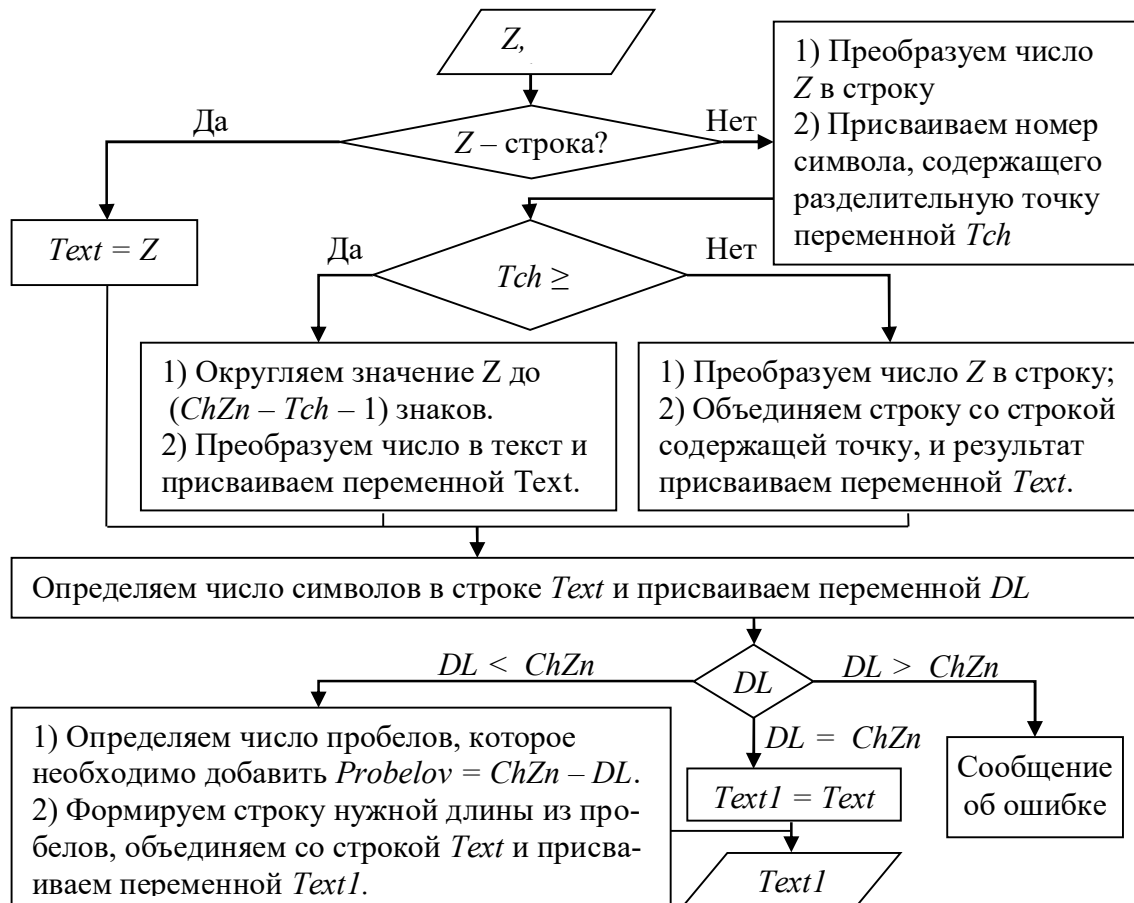 Z,
1) Преобразуем число
Z в строку
2) Присваиваем номер
символа, содержащего
разделительную точку
переменной Tch
Да
Z – строка?
Нет
Text = Z
Да
Tch ≥
Нет
1) Округляем значение Z до
(ChZn – Tch – 1) знаков.
2) Преобразуем число в текст и
присваиваем переменной Text.
1) Преобразуем число Z в строку;
2) Объединяем строку со строкой
содержащей точку, и результат
присваиваем переменной Text.
Определяем число символов в строке Text и присваиваем переменной DL
DL < ChZn
DL
DL > ChZn
DL = ChZn
1) Определяем число пробелов, которое
необходимо добавить Probelov = ChZn – DL.
2) Формируем строку нужной длины из про-
белов, объединяем со строкой Text и присва-
иваем переменной Text1.
Text1 = Text
Сообщение
об ошибке
Text1